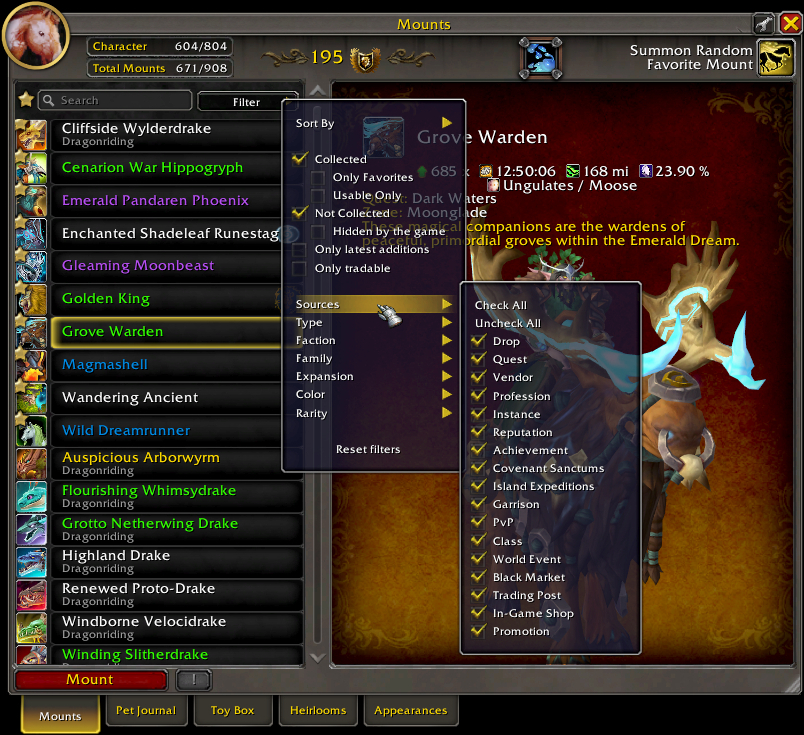 Mounts
Character 604/804
Total Mounts 671/908
195
Summon Random
Favorite Mount
Search
Filter
Cliffside Wylderdrake
Dragonriding
Cenarion War Hippogryph
Emerald Pandaren Phoenix
Enchanted Shadeleaf Runestag
Gleaming Moonbeast
Golden King
Grove Warden
Magmashell
Wandering Ancient
Wild Dreamrunner
Auspicious Arborwyrm
Dragonriding
Flourishing Whimsydrake
Dragonriding
Grotto Netherwing Drake
Dragonriding
Highland Drake
Dragonriding
Renewed Proto-Drake
Dragonriding
Windborne Velocidrake
Dragonriding
Winding Slitherdrake
Sort By
Collected
Only Favorites
Usable Only
Not Collected
Hidden by the game
Only latest additions
Only tradable
Sources
Type
Faction
Family
Expansion
Color
Rarity
Reset filters
Grove Warden
685 x 12:50:06 168 mi 23.90 %
Ungulates / Moose
Quest: Dark Waters
Zone: Moonglade
These magical companions are the wardens of
peaceful, primordial groves within the Emerald Dream.
Check All
Uncheck All
Drop
Quest
Vendor
Profession
Instance
Reputation
Achievement
Covenant Sanctums
Island Expeditions
Garrison
PvP
Class
World Event
Black Market
Trading Post
In-Game Shop
Promotion
Mount
!
Mounts
Pet Journal
Toy Box
Heirlooms
Appearances